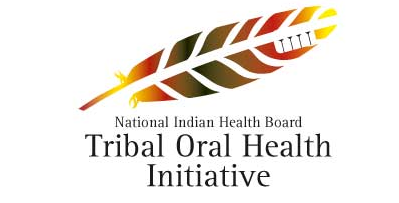 National Indian Health Board
Tribal Oral Health
Initiative